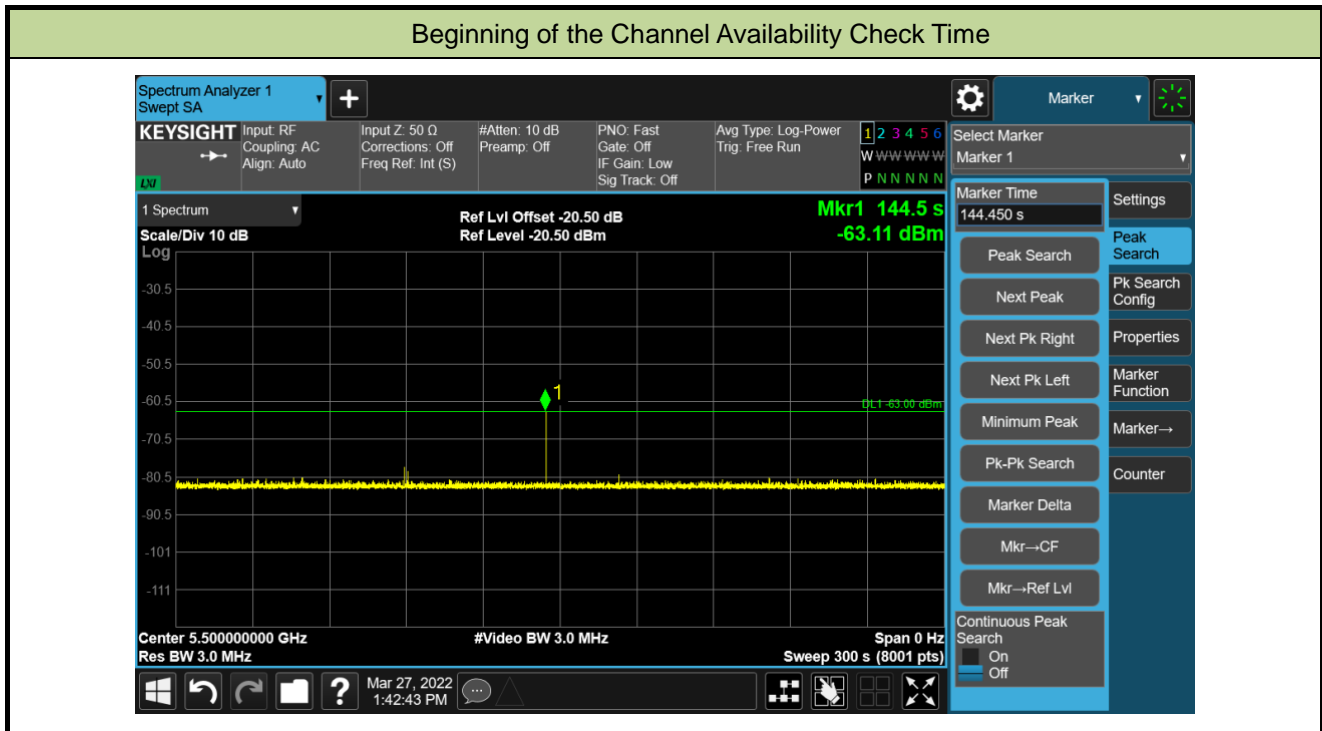 Beginning of the Channel Availability Check Time
Spectrum Analyzer 1
Swept SA
+
Marker
KEYSIGHT
LXI
Input: RF
Coupling: AC
Align: Auto
Input Z: 50 Ω
Corrections: Off
Freq Ref: Int (S)
#Atten: 10 dB
Preamp: Off
PNO: Fast
Gate: Off
IF Gain: Low
Sig Track: Off
Avg Type: Log-Power
Trig: Free Run
1 2 3 4 5 6
W W W W W W
P N N N N N
Select Marker
Marker 1
1 Spectrum
Scale/Div 10 dB
Log
Ref Lvl Offset -20.50 dB
Ref Level -20.50 dBm
Mkr1 144.5 s
-63.11 dBm
-30.5
-40.5
-50.5
-60.5
-70.5
-80.5
-90.5
-101
-111
1
DL1 -63.00 dBm
Center 5.500000000 GHz
Res BW 3.0 MHz
#Video BW 3.0 MHz
Span 0 Hz
Sweep 300 s (8001 pts)
Marker Time
144.450 s
Peak Search
Next Peak
Next Pk Right
Next Pk Left
Minimum Peak
Pk-Pk Search
Marker Delta
Mkr→CF
Mkr→Ref Lvl
Continuous Peak
Search
On
Off
Settings
Peak
Search
Pk Search
Config
Properties
Marker
Function
Marker→
Counter
?
Mar 27, 2022
1:42:43 PM